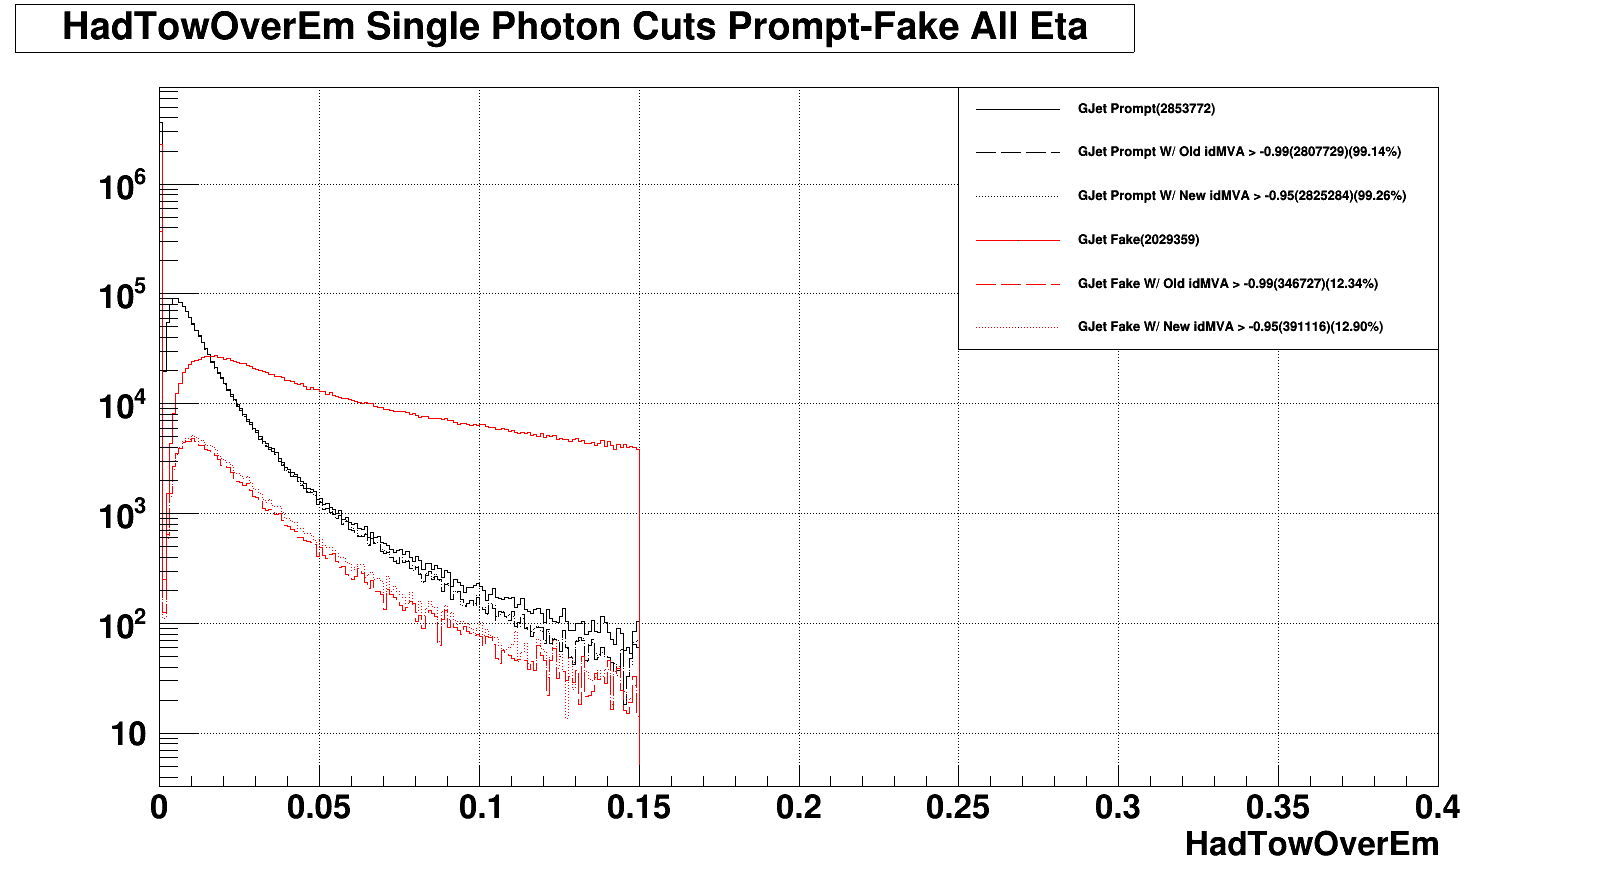 HadTowOverEm Single Photon Cuts Prompt-Fake All Eta
GJet Prompt(2853772)
GJet Prompt W/ Old idMVA > -0.99(2807729)(99.14%)
GJet Prompt W/ New idMVA > -0.95(2825284)(99.26%)
GJet Fake(2029359)
GJet Fake W/ Old idMVA > -0.99(346727)(12.34%)
GJet Fake W/ New idMVA > -0.95(391116)(12.90%)
10^6
10^5
10^4
10^3
10^2
10
0 0.05 0.1 0.15 0.2 0.25 0.3 0.35 0.4
HadTowOverEm